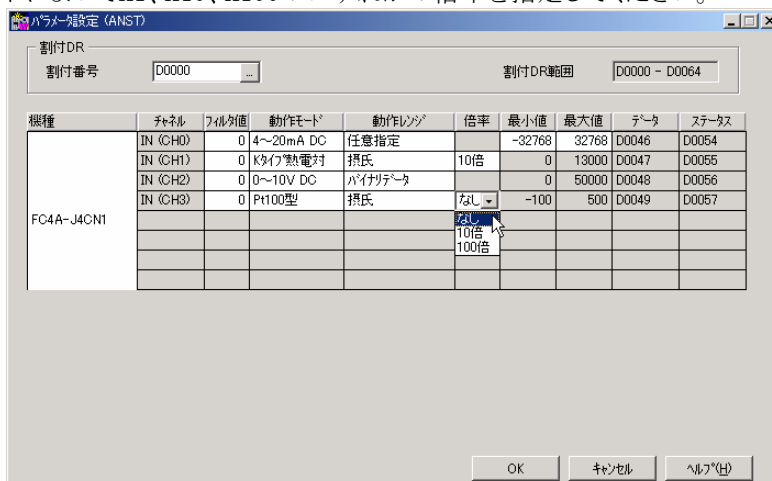 パラメータ設定 (ANST)
割付DR
割付番号 D0000 ... 割付DR範囲 D0000 - D0064
機種 チャネル フィルタ値 動作モード 動作レンジ 倍率 最小値 最大値 データ ステータス
IN (CH0) 0 4～20mA DC 任意指定 -32768 32768 D0046 D0054
IN (CH1) 0 Kタイプ熱電対 摂氏 10倍 0 13000 D0047 D0055
IN (CH2) 0 0～10V DC バイナリデータ 0 50000 D0048 D0056
IN (CH3) 0 Pt100型 摂氏 なし -100 500 D0049 D0057
FC4A-J4CN1
なし
10倍
100倍
OK キャンセル ヘルプ(H)